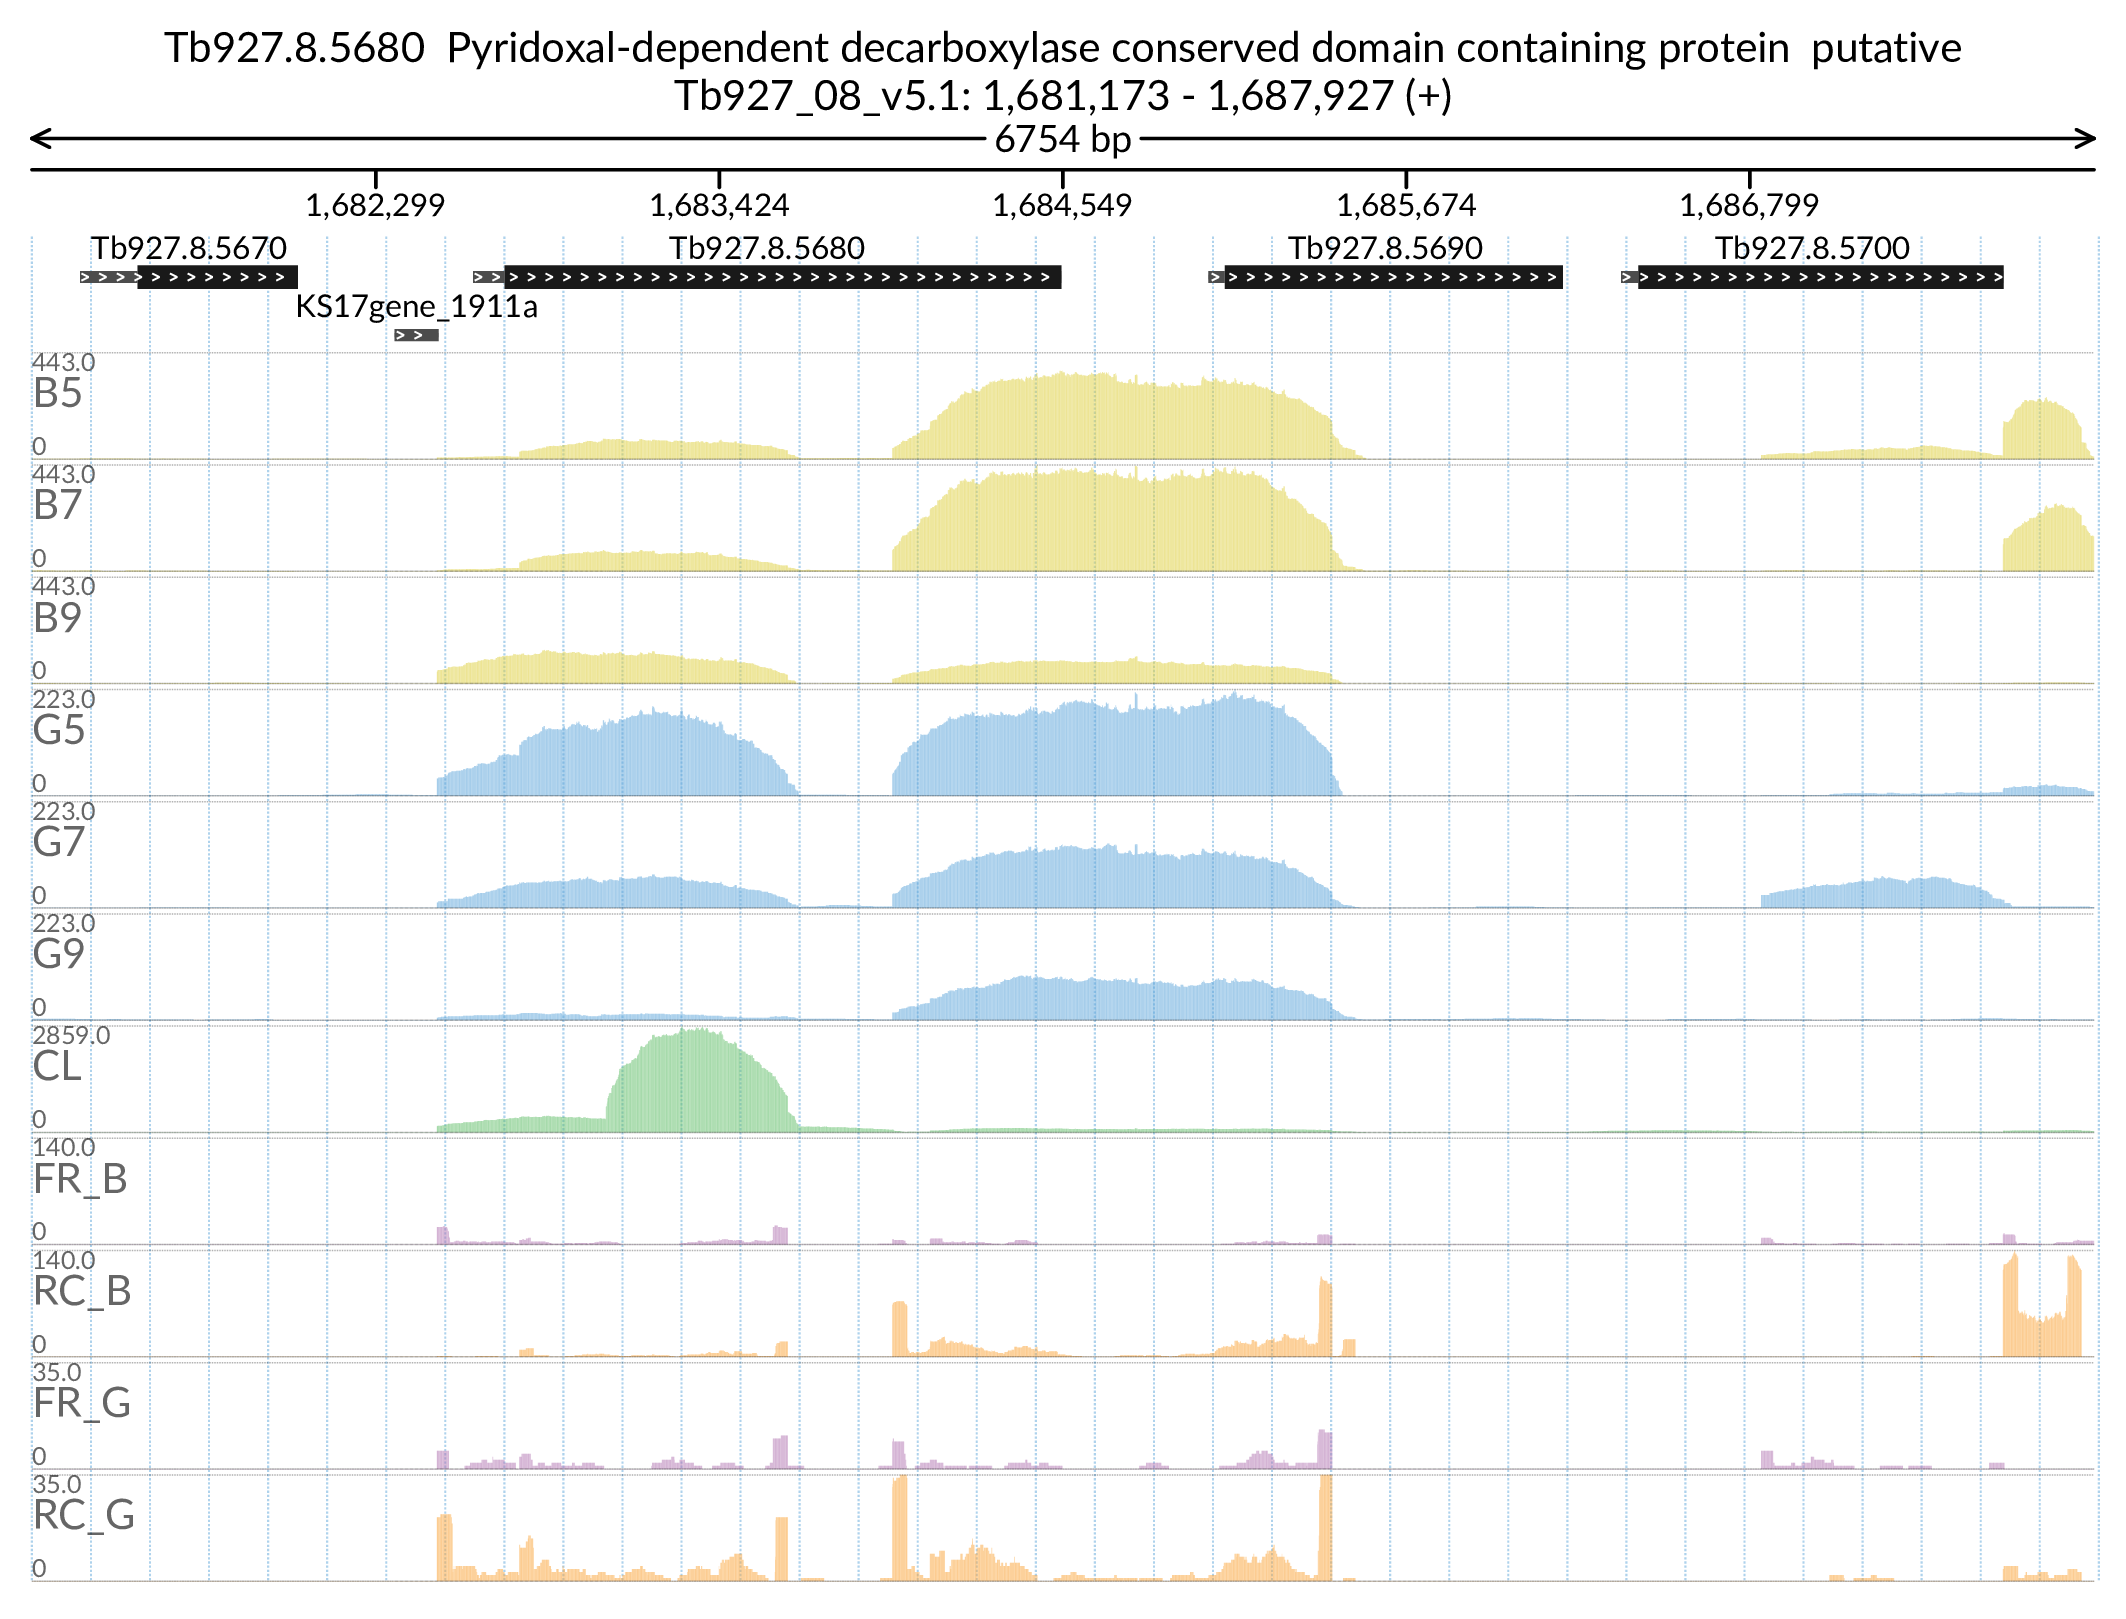 Tb927.8.5680  Pyridoxal-dependent decarboxylase conserved domain containing protein  putative
Tb927_08_v5.1: 1,681,173 - 1,687,927 (+)
6754 bp
1,682,299 1,683,424 1,684,549 1,685,674 1,686,799
Tb927.8.5670 Tb927.8.5680 Tb927.8.5690 Tb927.8.5700
KS17gene_1911a
443.0
B5
0
443.0
B7
0
443.0
B9
0
223.0
G5
0
223.0
G7
0
223.0
G9
0
2859.0
CL
0
140.0
FR_B
0
140.0
RC_B
0
35.0
FR_G
0
35.0
RC_G
0